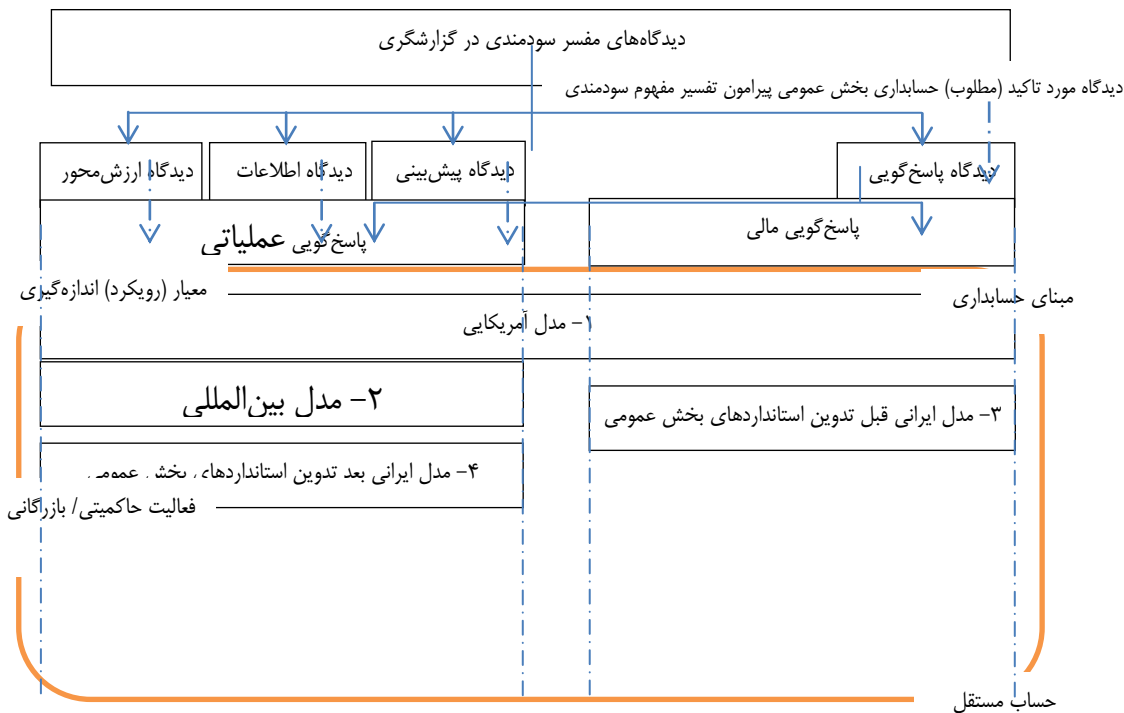 دیدگاه‌های مفسر سودمندی در گزارشگری
دیدگاه مورد تاکید (مطلوب) حسابداری بخش عمومی پیرامون تفسیر مفهوم سودمندی
دیدگاه پاسخ‌گویی
دیدگاه پیش‌بینی
دیدگاه اطلاعات
دیدگاه ارزش‌محور
پاسخ‌گویی مالی
پاسخ‌گویی عملیاتی
مبنای حسابداری
معیار (رویکرد) اندازه‌گیری
۱- مدل آمریکایی
۲- مدل بین‌المللی
۳- مدل ایرانی قبل تدوین استانداردهای بخش عمومی
۴- مدل ایرانی بعد تدوین استانداردهای بخش عمومی
فعالیت حاکمیتی/ بازرگانی
حساب مستقل